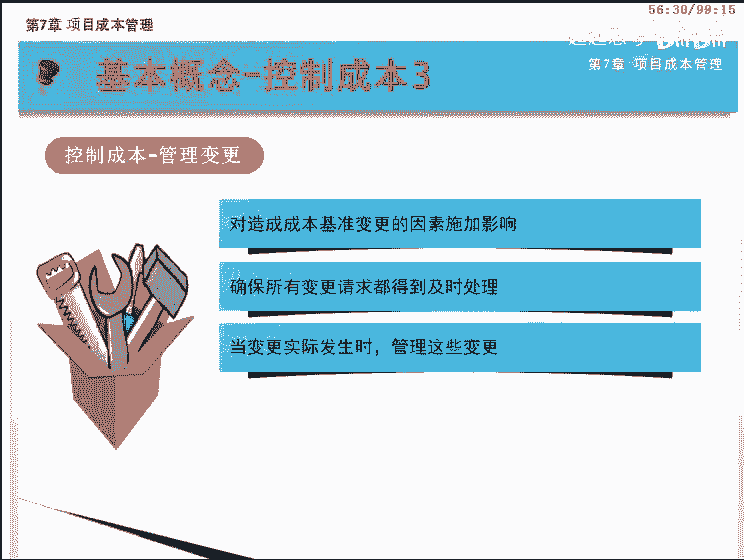 56:30/99:15
第7章 项目成本管理
第7章 项目成本管理
基本概念-控制成本3
控制成本-管理变更
对造成成本基准变更的因素施加影响
确保所有变更请求都得到及时处理
当变更实际发生时，管理这些变更